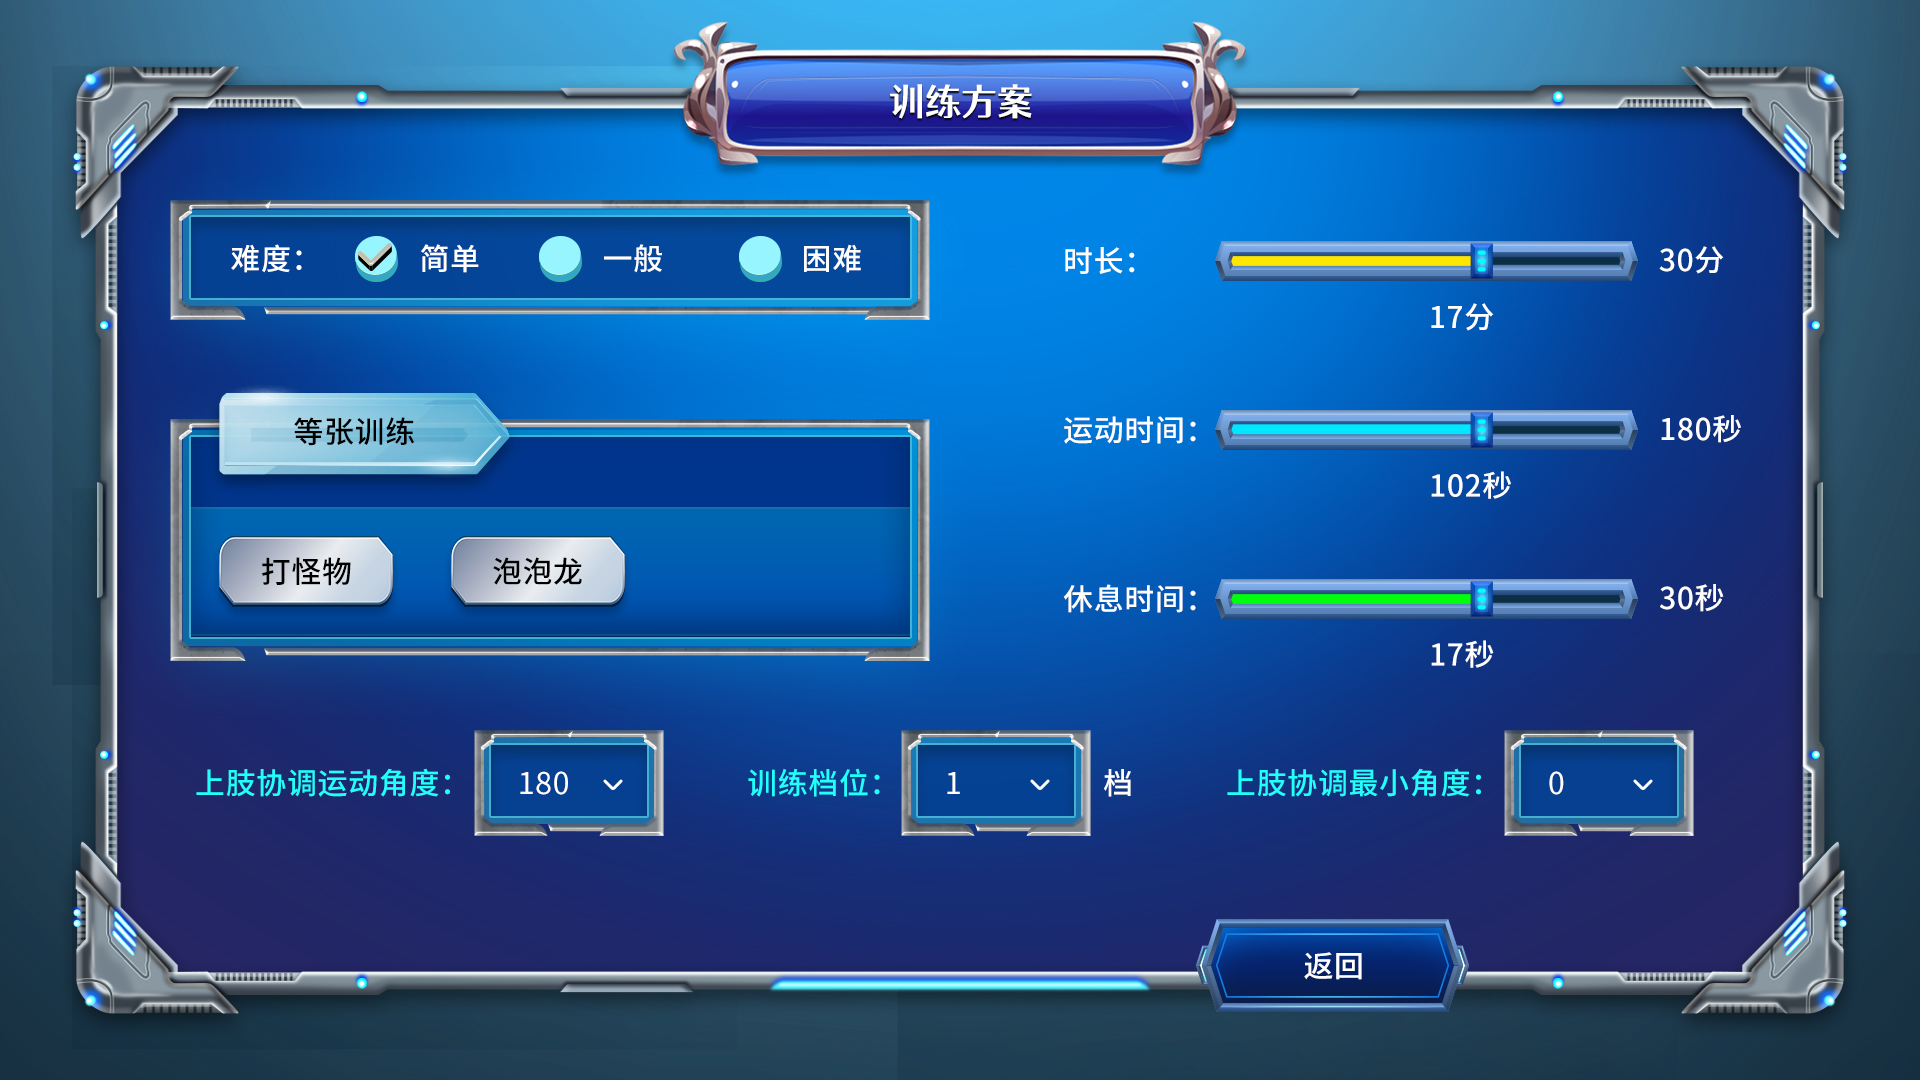 训练方案
难度： 简单 一般 困难
时长： 30分
17分
等张训练
运动时间： 180秒
102秒
打怪物 泡泡龙
休息时间： 30秒
17秒
上肢协调运动角度： 180 训练档位： 1 档 上肢协调最小角度： 0
返回